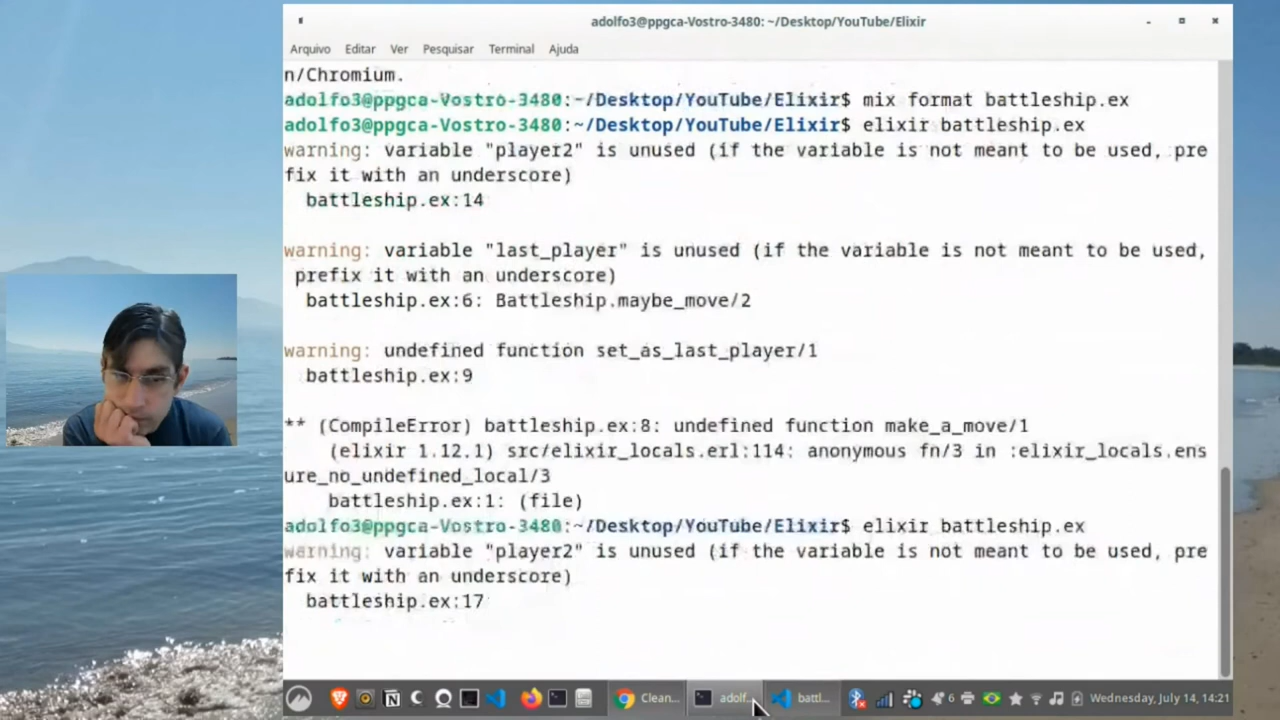 adolfo3@ppgca-Vostro-3480: ~/Desktop/YouTube/Elixir
Arquivo Editar Ver Pesquisar Terminal Ajuda
n/Chromium.
adolfo3@ppgca-Vostro-3480:~/Desktop/YouTube/Elixir$ mix format battleship.ex
adolfo3@ppgca-Vostro-3480:~/Desktop/YouTube/Elixir$ elixir battleship.ex
warning: variable "player2" is unused (if the variable is not meant to be used, pre
fix it with an underscore)
battleship.ex:14
warning: variable "last_player" is unused (if the variable is not meant to be used,
prefix it with an underscore)
battleship.ex:6: Battleship.maybe_move/2
warning: undefined function set_as_last_player/1
battleship.ex:9
** (CompileError) battleship.ex:8: undefined function make_a_move/1
(elixir 1.12.1) src/elixir_locals.erl:114: anonymous fn/3 in :elixir_locals.ens
ure_no_undefined_local/3
battleship.ex:1: (file)
adolfo3@ppgca-Vostro-3480:~/Desktop/YouTube/Elixir$ elixir battleship.ex
warning: variable "player2" is unused (if the variable is not meant to be used, pre
fix it with an underscore)
battleship.ex:17
Clean... adolf... battl... 6 Wednesday, July 14, 14:21